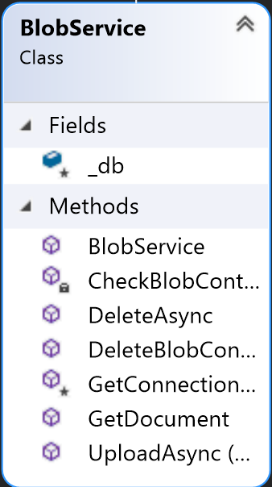 BlobService
Class
Fields
_db
Methods
BlobService
CheckBlobCont...
DeleteAsync
DeleteBlobCon...
GetConnection...
GetDocument
UploadAsync (...